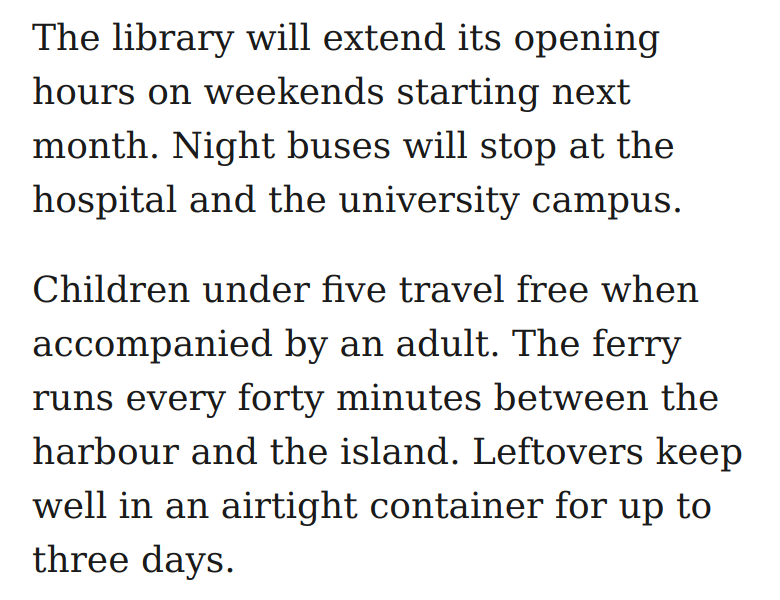 The library will extend its opening
hours on weekends starting next
month. Night buses will stop at the
hospital and the university campus.
Children under five travel free when
accompanied by an adult. The ferry
runs every forty minutes between the
harbour and the island. Leftovers keep
well in an airtight container for up to
three days.